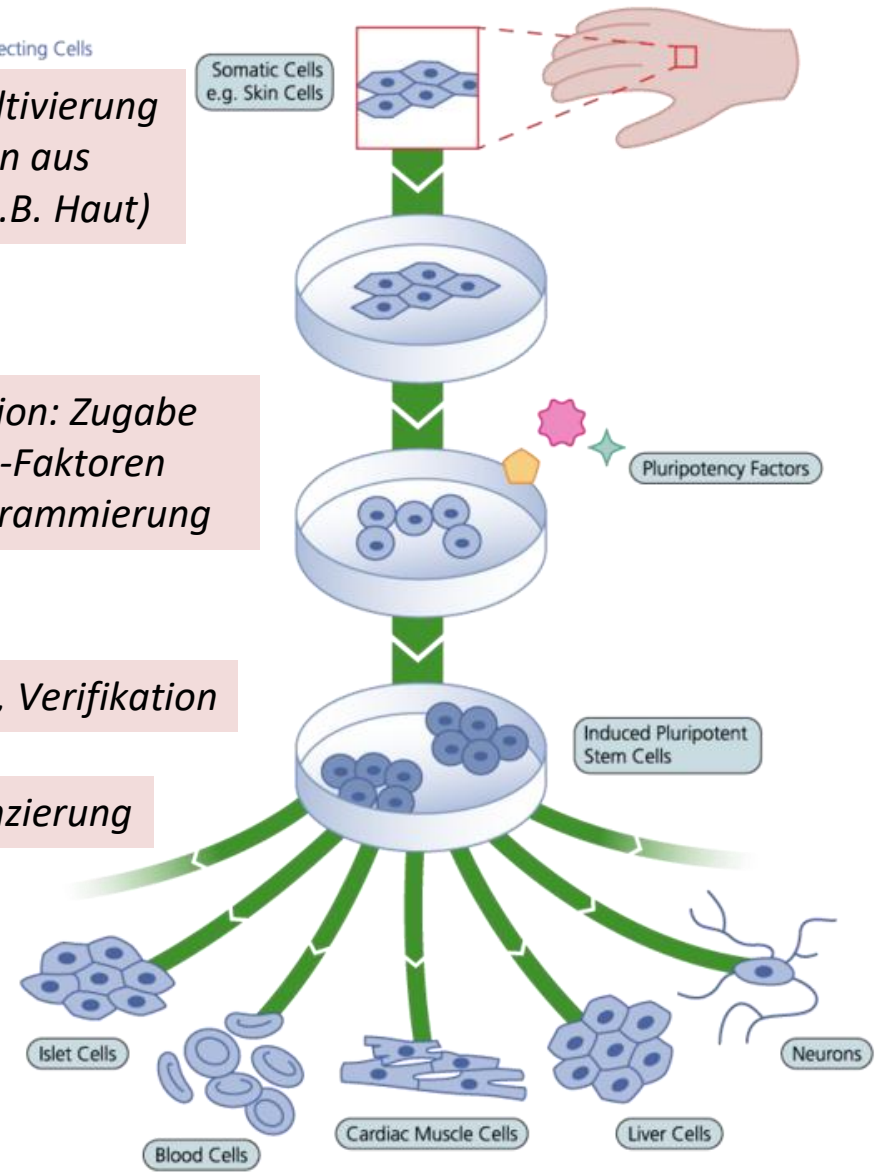 ecting Cells
Somatic Cells
e.g. Skin Cells
ltivierung
n aus
.B. Haut)
ion: Zugabe
-Faktoren
rammierung
Pluripotency Factors
, Verifikation
Induced Pluripotent
Stem Cells
nzierung
Islet Cells
Blood Cells
Cardiac Muscle Cells
Liver Cells
Neurons